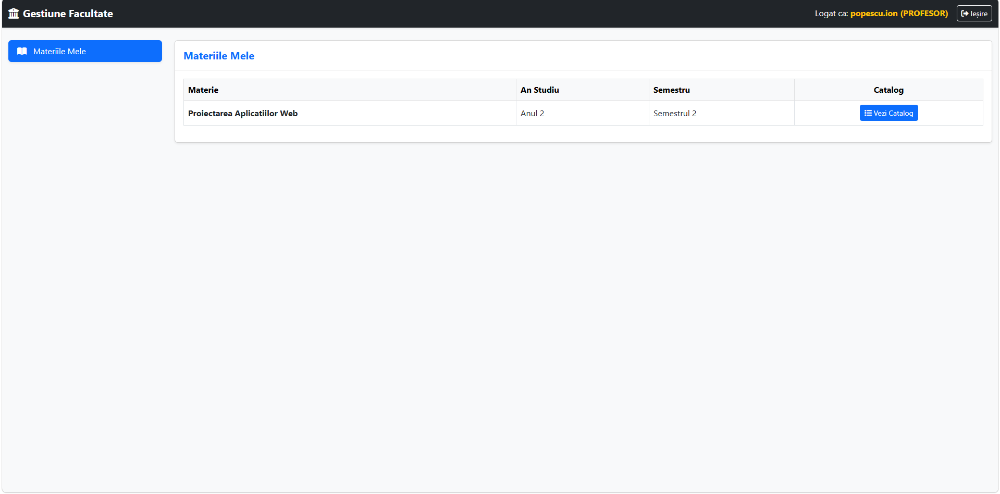 Gestiune Facultate
Logat ca: popescu.ion (PROFESOR) Ieșire
Materiile Mele
Materiile Mele
Materie An Studiu Semestru Catalog
Proiectarea Aplicatiilor Web Anul 2 Semestrul 2 Vezi Catalog